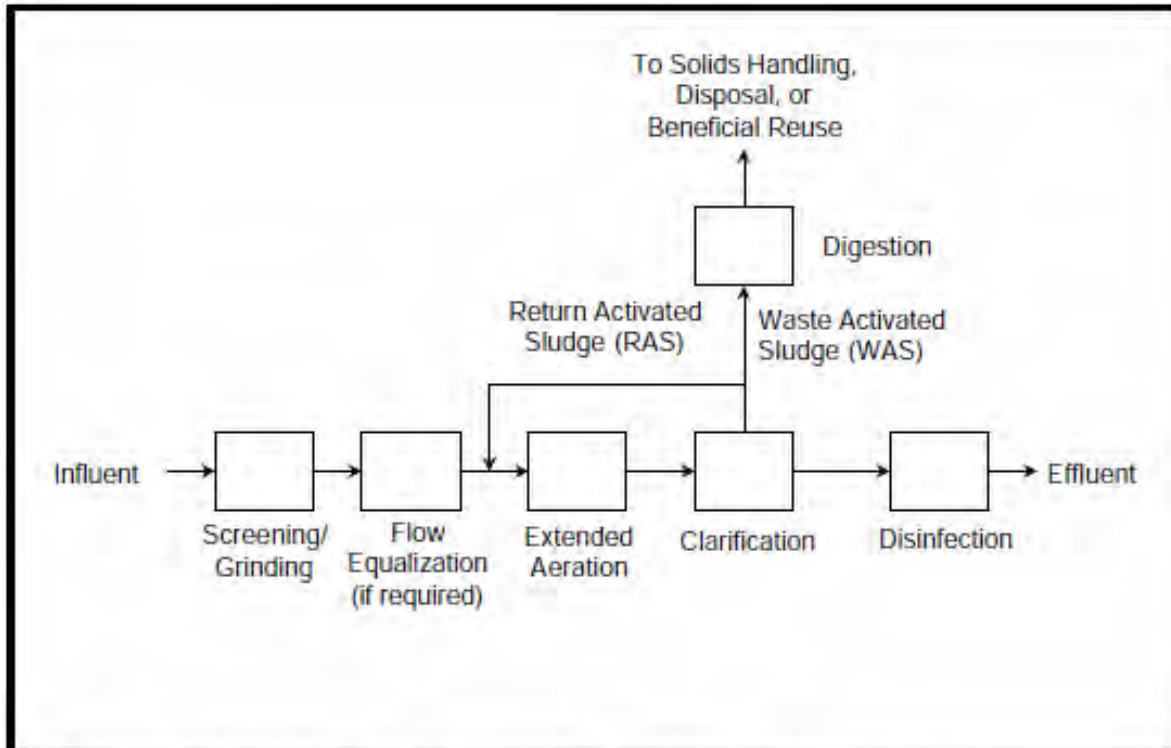 To Solids Handling,
Disposal, or
Beneficial Reuse
Digestion
Return Activated
Sludge (RAS)
Waste Activated
Sludge (WAS)
Influent
Screening/
Grinding
Flow
Equalization
(if required)
Extended
Aeration
Clarification
Disinfection
Effluent